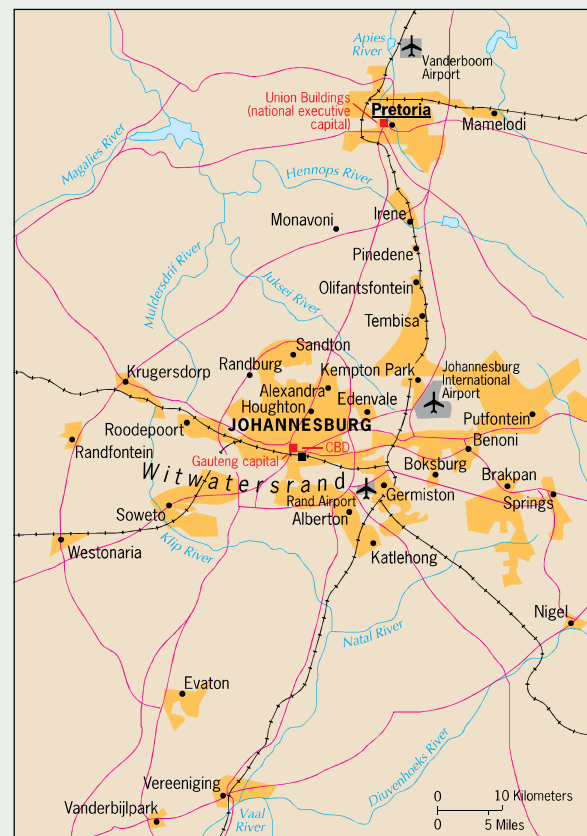 Apies
River
Vanderboom
Airport
Union Buildings
(national executive
capital)
Pretoria
Mamelodi
Magalies River
Hennops River
Irene
Monavoni
Pinedene
Muldersdrif River
Juksei River
Olifantsfontein
Tembisa
Sandton
Randburg
Kempton Park
Johannesburg
International
Airport
Krugersdorp
Alexandra
Edenvale
Houghton
Putfontein
Roodepoort
JOHANNESBURG
Randfontein
Gauteng capital
CBD
Benoni
Boksburg
Witwatersrand
Brakpan
Rand Airport
Germiston
Springs
Soweto
Alberton
Westonaria
Klip River
Katlehong
Nigel
Natal River
Evaton
Diuvenhoeks River
Vereeniging
Vanderbijlpark
Vaal
River
0 10 Kilometers
0 5 Miles